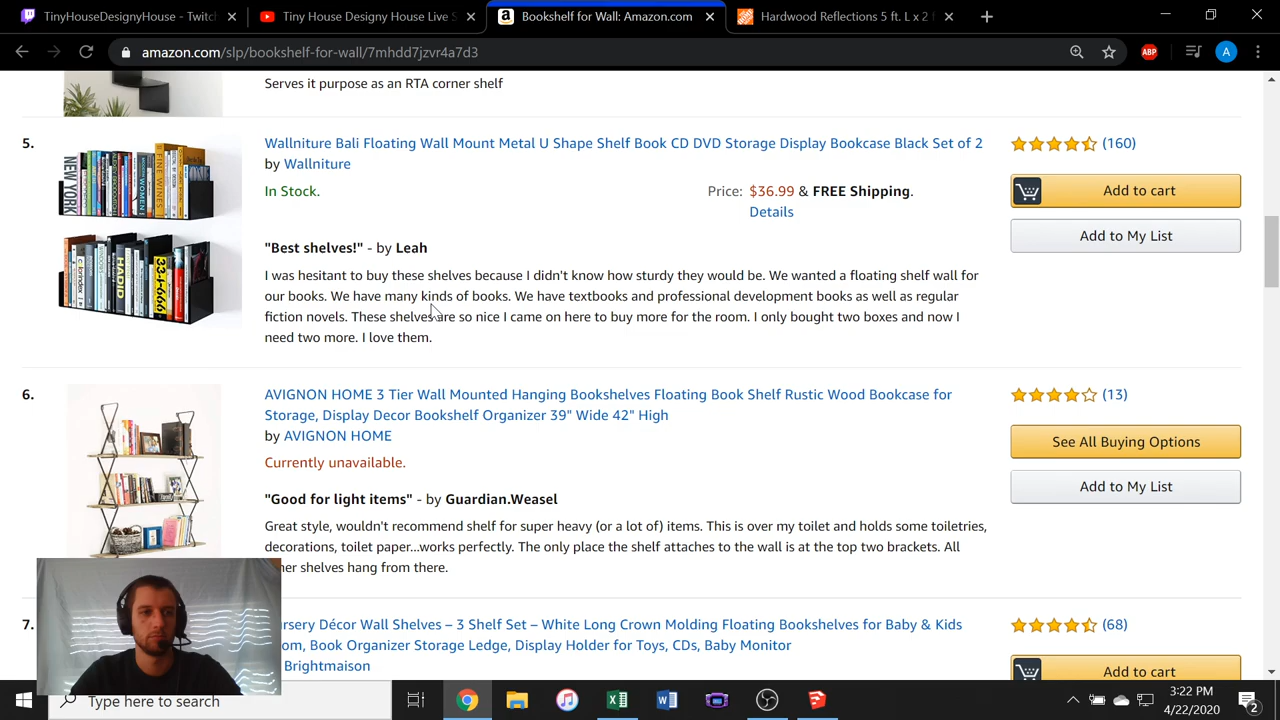 TinyHouseDesignyHouse - Twitch
Tiny House Designy House Live S
Bookshelf for Wall: Amazon.com
Hardwood Reflections 5 ft. L x 2 f
amazon.com/slp/bookshelf-for-wall/7mhdd7jzvr4a7d3
ABP
A
Serves it purpose as an RTA corner shelf
5.
Wallniture Bali Floating Wall Mount Metal U Shape Shelf Book CD DVD Storage Display Bookcase Black Set of 2
(160)
by Wallniture
In Stock.
Price: $36.99 & FREE Shipping.
Details
Add to cart
Add to My List
NEW YORK
FINE WINES
HADID
"Best shelves!" - by Leah
I was hesitant to buy these shelves because I didn't know how sturdy they would be. We wanted a floating shelf wall for
our books. We have many kinds of books. We have textbooks and professional development books as well as regular
fiction novels. These shelves are so nice I came on here to buy more for the room. I only bought two boxes and now I
need two more. I love them.
6.
AVIGNON HOME 3 Tier Wall Mounted Hanging Bookshelves Floating Book Shelf Rustic Wood Bookcase for
Storage, Display Decor Bookshelf Organizer 39" Wide 42" High
(13)
by AVIGNON HOME
Currently unavailable.
See All Buying Options
Add to My List
"Good for light items" - by Guardian.Weasel
Great style, wouldn't recommend shelf for super heavy (or a lot of) items. This is over my toilet and holds some toiletries,
decorations, toilet paper...works perfectly. The only place the shelf attaches to the wall is at the top two brackets. All
her shelves hang from there.
7.
rsery Décor Wall Shelves – 3 Shelf Set – White Long Crown Molding Floating Bookshelves for Baby & Kids
om, Book Organizer Storage Ledge, Display Holder for Toys, CDs, Baby Monitor
(68)
Brightmaison
Add to cart
Type here to search
3:22 PM
4/22/2020
2